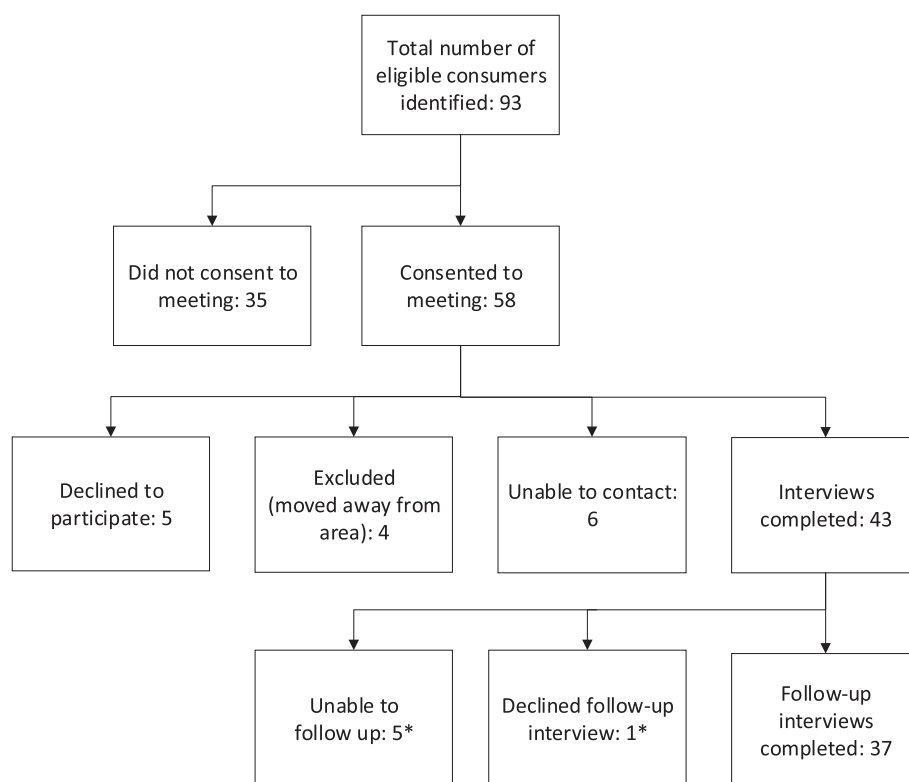 Total number of
eligible consumers
identified: 93
Did not consent to
meeting: 35
Consented to
meeting: 58
Declined to
participate: 5
Excluded
(moved away from
area): 4
Unable to contact:
6
Interviews
completed: 43
Unable to
follow up: 5*
Declined follow-up
interview: 1*
Follow-up
interviews
completed: 37